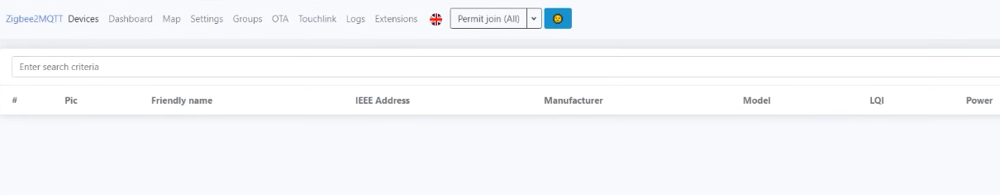 Zigbee2MQTT Devices Dashboard Map Settings Groups OTA Touchlink Logs Extensions Permit join (All)
Enter search criteria
# Pic Friendly name IEEE Address Manufacturer Model LQI Power